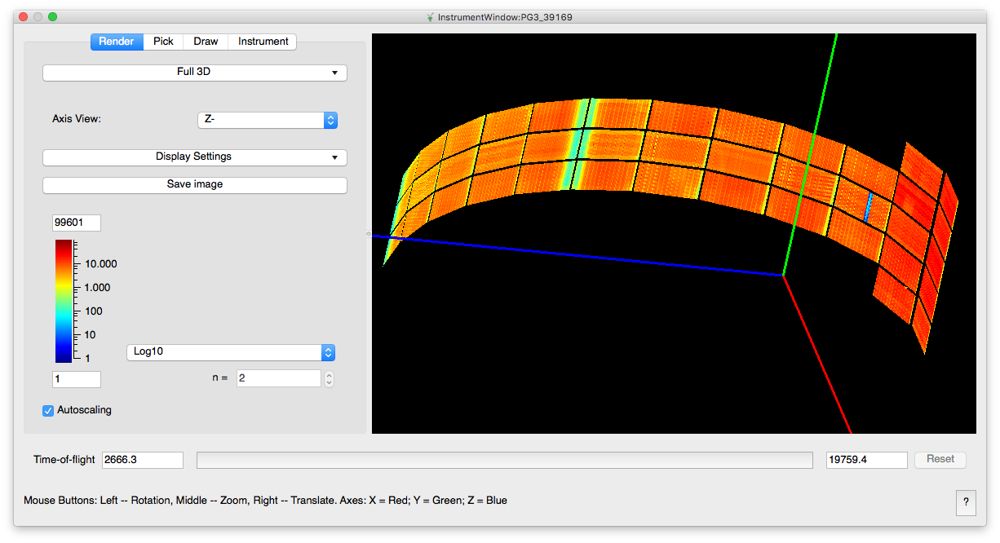 InstrumentWindow:PG3_39169
Render Pick Draw Instrument
Full 3D
Axis View: Z-
Display Settings
Save image
99601
10.000
1.000
100
10
1
Log10
1 n = 2
Autoscaling
Time-of-flight 2666.3 19759.4 Reset
Mouse Buttons: Left -- Rotation, Middle -- Zoom, Right -- Translate. Axes: X = Red; Y = Green; Z = Blue
?